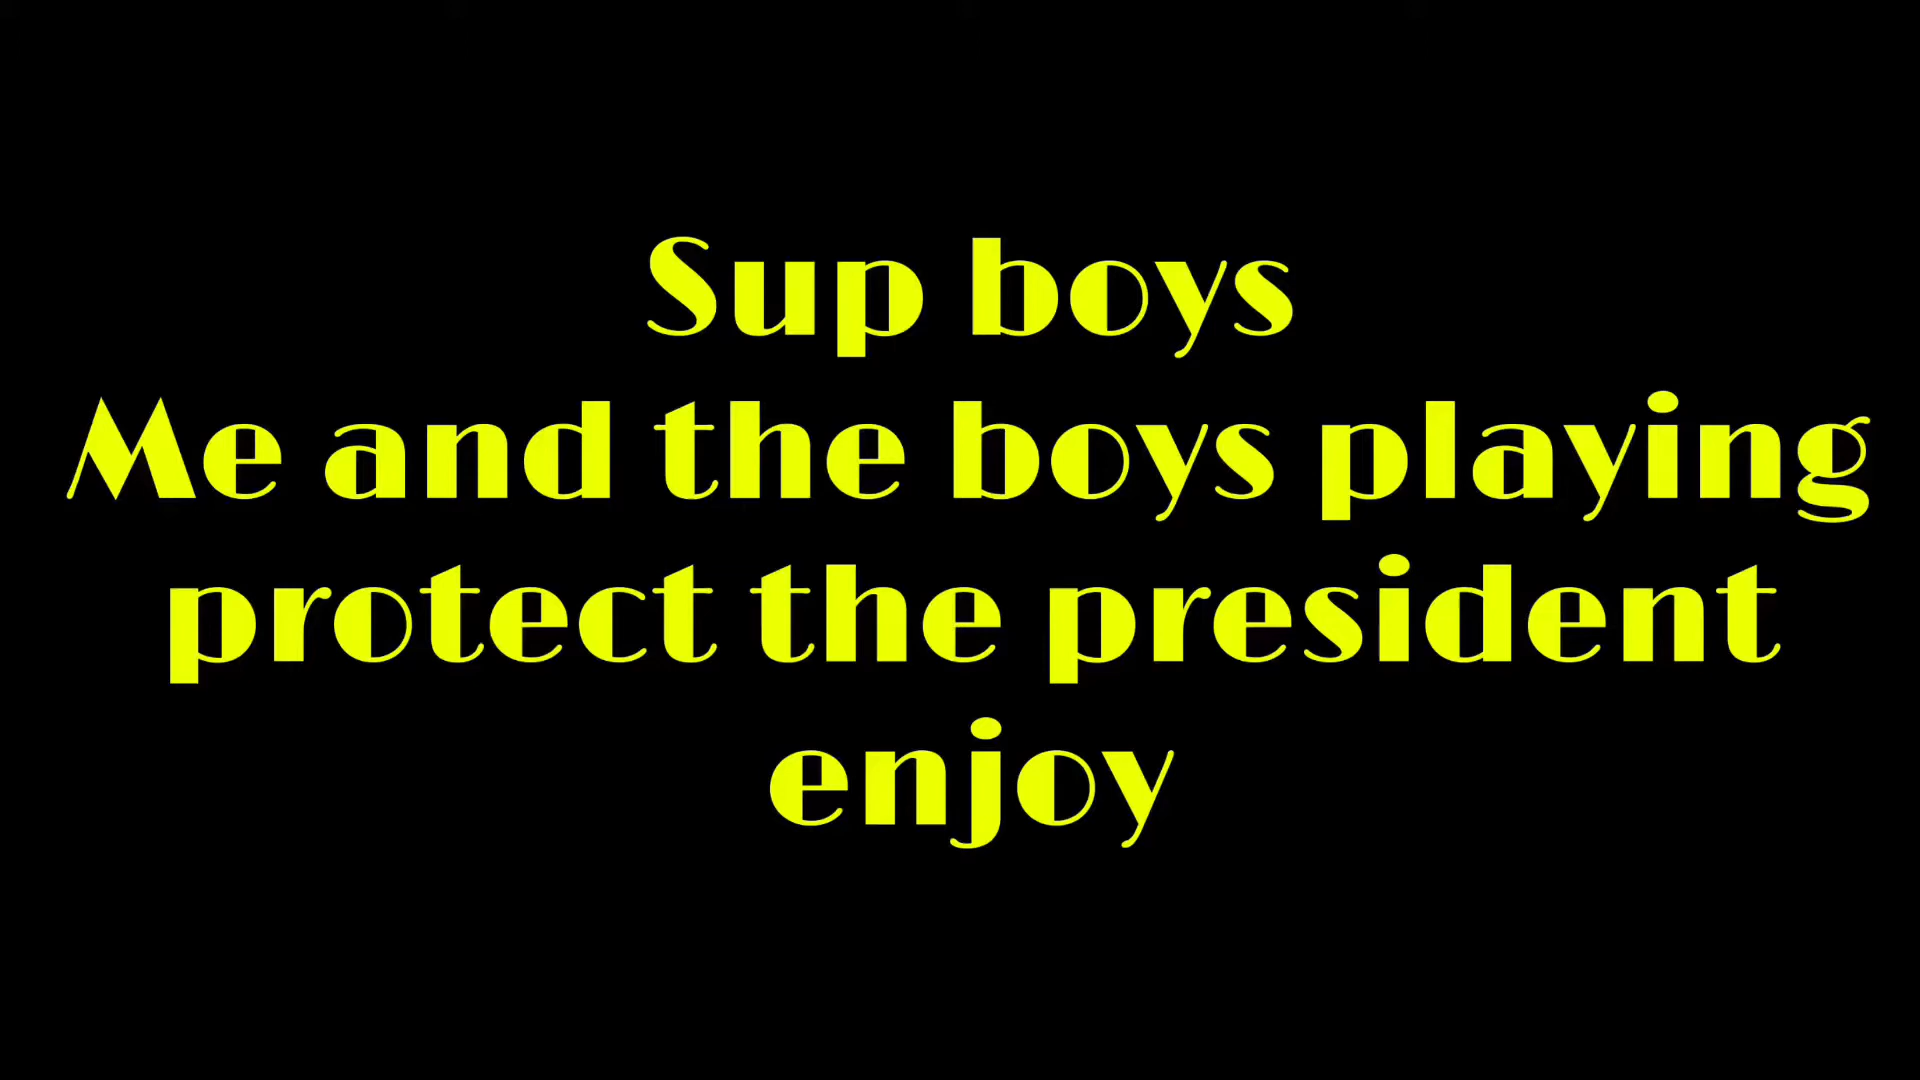 Sup boys
Me and the boys playing
protect the president
enjoy